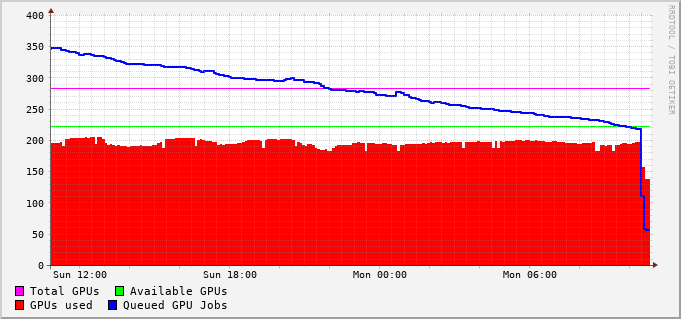 400
350
300
250
200
150
100
50
0
Sun 12:00 Sun 18:00 Mon 00:00 Mon 06:00
Total GPUs Available GPUs
GPUs used Queued GPU Jobs
RRDTOOL / TOBI OETIKER